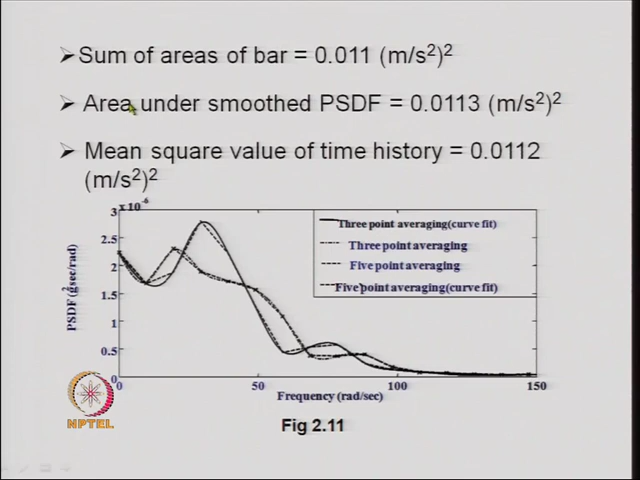 ➢ Sum of areas of bar = 0.011 (m/s²)²
➢ Area under smoothed PSDF = 0.0113 (m/s²)²
➢ Mean square value of time history = 0.0112
(m/s²)²
3 x 10⁻⁶
2.5
2
1.5
1
0.5
0
PSDF (g²sec/rad)
Three point averaging(curve fit)
Three point averaging
Five point averaging
Five point averaging(curve fit)
0 50 100 150
Frequency (rad/sec)
NPTEL
Fig 2.11